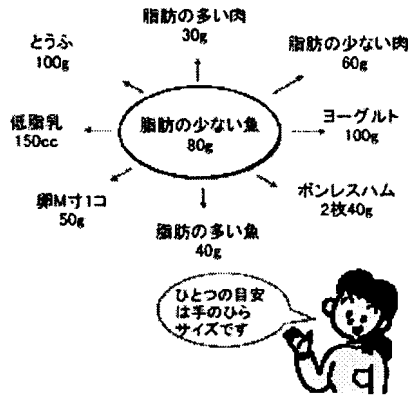 脂肪の多い肉
30g
とうふ
100g
脂肪の少ない肉
60g
低脂乳
150cc
脂肪の少ない魚
80g
ヨーグルト
100g
卵M寸1コ
50g
ボンレスハム
2枚40g
脂肪の多い魚
40g
ひとつの目安
は手のひら
サイズです